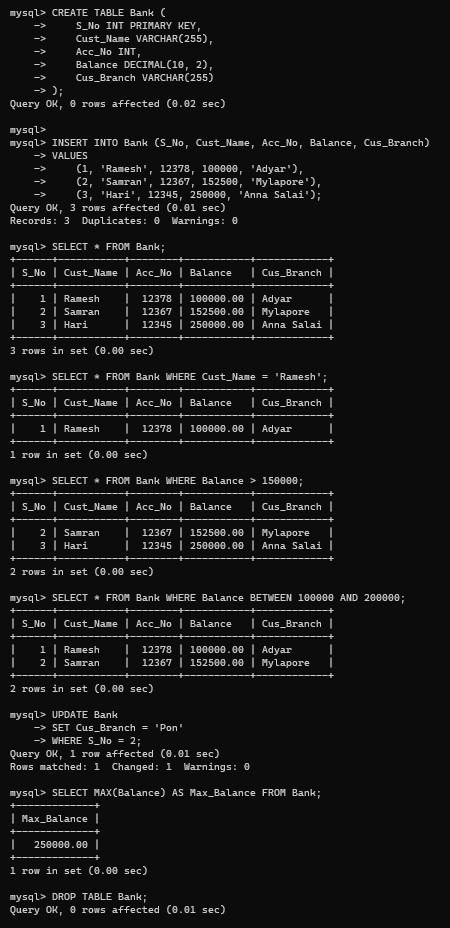 mysql> CREATE TABLE Bank (
    ->     S_No INT PRIMARY KEY,
    ->     Cust_Name VARCHAR(255),
    ->     Acc_No INT,
    ->     Balance DECIMAL(10, 2),
    ->     Cus_Branch VARCHAR(255)
    -> );
Query OK, 0 rows affected (0.02 sec)

mysql>
mysql> INSERT INTO Bank (S_No, Cust_Name, Acc_No, Balance, Cus_Branch)
    -> VALUES
    ->     (1, 'Ramesh', 12378, 100000, 'Adyar'),
    ->     (2, 'Samran', 12367, 152500, 'Mylapore'),
    ->     (3, 'Hari', 12345, 250000, 'Anna Salai');
Query OK, 3 rows affected (0.01 sec)
Records: 3  Duplicates: 0  Warnings: 0

mysql> SELECT * FROM Bank;
+------+-----------+--------+-----------+------------+
| S_No | Cust_Name | Acc_No | Balance   | Cus_Branch |
+------+-----------+--------+-----------+------------+
|    1 | Ramesh    |  12378 | 100000.00 | Adyar      |
|    2 | Samran    |  12367 | 152500.00 | Mylapore   |
|    3 | Hari      |  12345 | 250000.00 | Anna Salai |
+------+-----------+--------+-----------+------------+
3 rows in set (0.00 sec)

mysql> SELECT * FROM Bank WHERE Cust_Name = 'Ramesh';
+------+-----------+--------+-----------+------------+
| S_No | Cust_Name | Acc_No | Balance   | Cus_Branch |
+------+-----------+--------+-----------+------------+
|    1 | Ramesh    |  12378 | 100000.00 | Adyar      |
+------+-----------+--------+-----------+------------+
1 row in set (0.00 sec)

mysql> SELECT * FROM Bank WHERE Balance > 150000;
+------+-----------+--------+-----------+------------+
| S_No | Cust_Name | Acc_No | Balance   | Cus_Branch |
+------+-----------+--------+-----------+------------+
|    2 | Samran    |  12367 | 152500.00 | Mylapore   |
|    3 | Hari      |  12345 | 250000.00 | Anna Salai |
+------+-----------+--------+-----------+------------+
2 rows in set (0.00 sec)

mysql> SELECT * FROM Bank WHERE Balance BETWEEN 100000 AND 200000;
+------+-----------+--------+-----------+------------+
| S_No | Cust_Name | Acc_No | Balance   | Cus_Branch |
+------+-----------+--------+-----------+------------+
|    1 | Ramesh    |  12378 | 100000.00 | Adyar      |
|    2 | Samran    |  12367 | 152500.00 | Mylapore   |
+------+-----------+--------+-----------+------------+
2 rows in set (0.00 sec)

mysql> UPDATE Bank
    -> SET Cus_Branch = 'Pon'
    -> WHERE S_No = 2;
Query OK, 1 row affected (0.01 sec)
Rows matched: 1  Changed: 1  Warnings: 0

mysql> SELECT MAX(Balance) AS Max_Balance FROM Bank;
+-------------+
| Max_Balance |
+-------------+
|   250000.00 |
+-------------+
1 row in set (0.00 sec)

mysql> DROP TABLE Bank;
Query OK, 0 rows affected (0.01 sec)